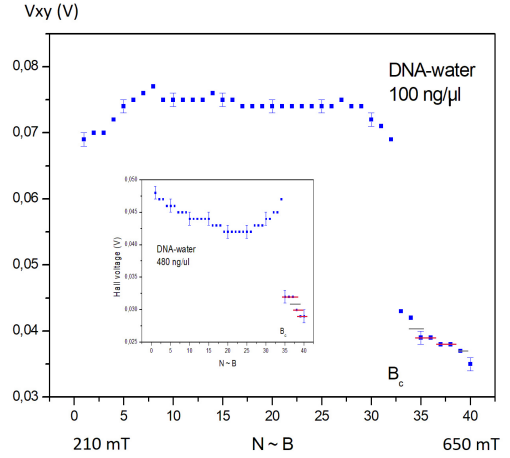 Vxy (V)
0,08
DNA-water
100 ng/µl
0,07
0,06
0,050
0,045
0,040
DNA-water
480 ng/ul
0,035
0,030
0,025
Hall voltage (V)
Bc
0 5 10 15 20 25 30 35 40
N ~ B
0,05
0,04
0,03
Bc
0 5 10 15 20 25 30 35 40
210 mT N ~ B 650 mT